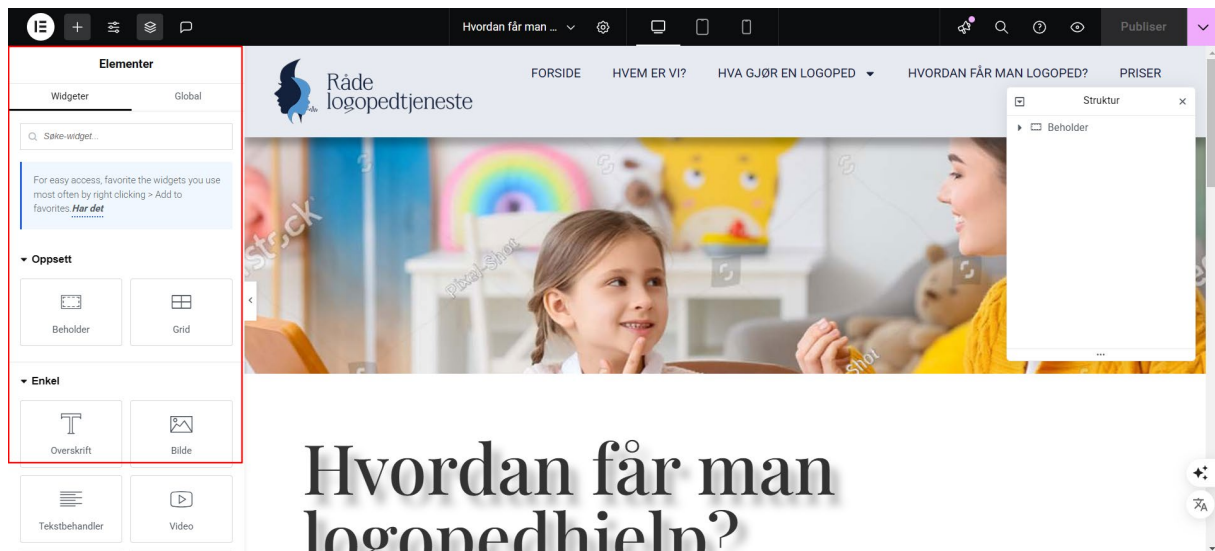 Hvordan får man ...
Publiser
Elementer
Widgeter
Global
Søke-widget...
For easy access, favorite the widgets you use
most often by right clicking > Add to
favorites. Har det
Oppsett
Beholder
Grid
Enkel
Overskrift
Bilde
Tekstbehandler
Video
Råde
logopedtjeneste
FORSIDE
HVEM ER VI?
HVA GJØR EN LOGOPED
HVORDAN FÅR MAN LOGOPED?
PRISER
Struktur
Beholder
Pixel-Shot
Hvordan får man
logopedhjelp?